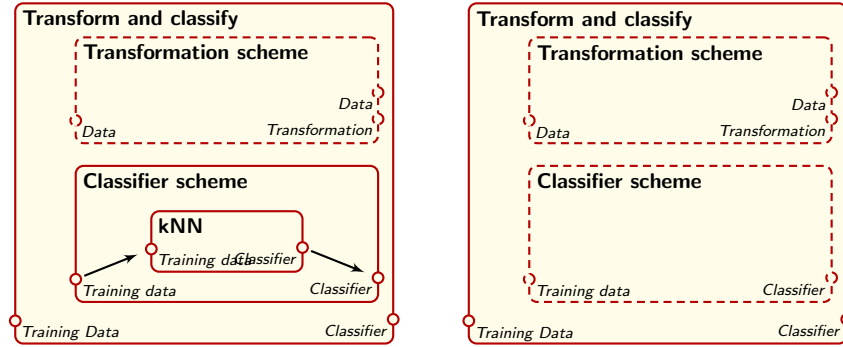 Transform and classify
Transformation scheme
Data
Data
Transformation
Classifier scheme
kNN
Training data
Classifier
Training data
Classifier
Training Data
Classifier
Transform and classify
Transformation scheme
Data
Data
Transformation
Classifier scheme
Training data
Classifier
Training Data
Classifier